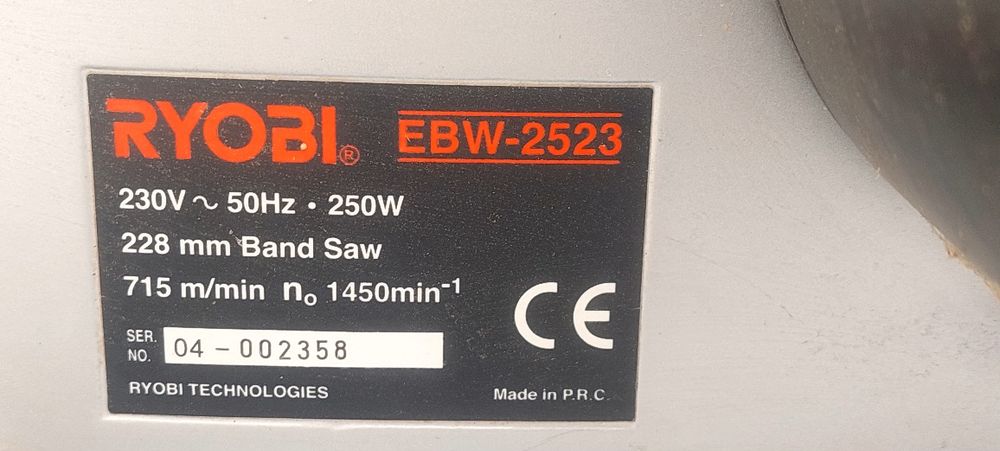 RYOBI® EBW-2523
230V ~ 50Hz · 250W
228 mm Band Saw
715 m/min n₀ 1450min⁻¹
CE
SER. NO. 04-002358
RYOBI TECHNOLOGIES Made in P.R.C.